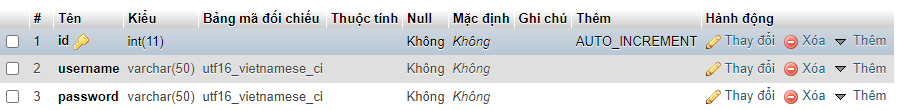 # Tên Kiểu Bảng mã đối chiếu Thuộc tính Null Mặc định Ghi chú Thêm Hành động
1 id int(11) Không Không AUTO_INCREMENT Thay đổi Xóa Thêm
2 username varchar(50) utf16_vietnamese_ci Không Không Thay đổi Xóa Thêm
3 password varchar(50) utf16_vietnamese_ci Không Không Thay đổi Xóa Thêm